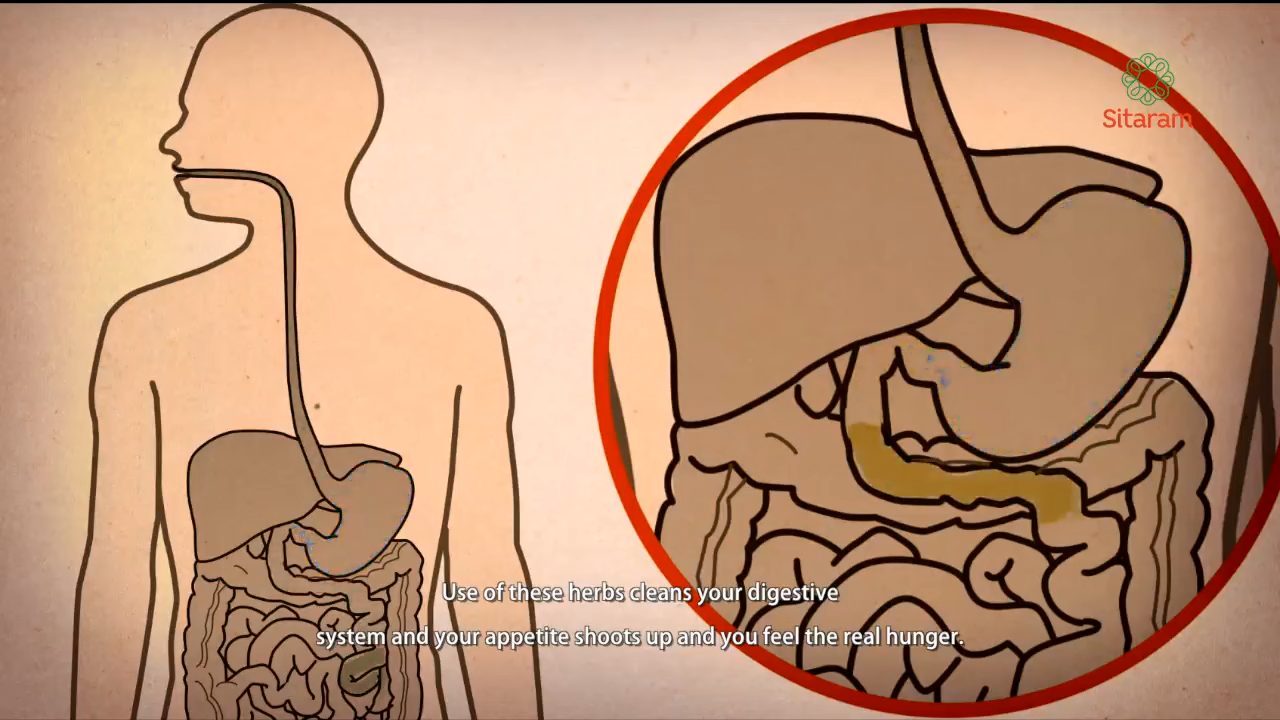 Sitaram
Use of these herbs cleans your digestive
system and your appetite shoots up and you feel the real hunger.